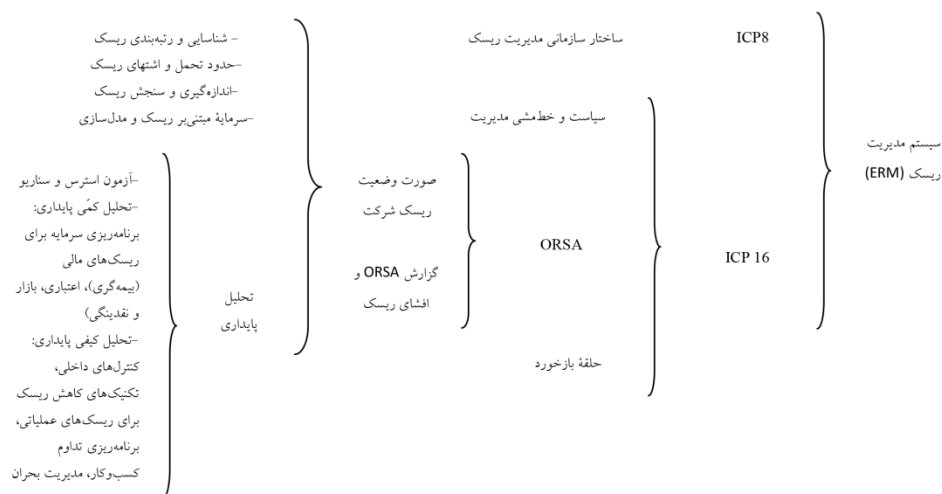 سیستم مدیریت
ریسک (ERM)
ICP8
ساختار سازمانی مدیریت ریسک
ICP 16
سیاست و خط‌مشی مدیریت
ORSA
حلقهٔ بازخورد
صورت وضعیت
ریسک شرکت
گزارش ORSA و
افشای ریسک
– شناسایی و رتبه‌بندی ریسک
–حدود تحمل و اشتهای ریسک
–اندازه‌گیری و سنجش ریسک
–سرمایهٔ مبتنی‌بر ریسک و مدل‌سازی
تحلیل
پایداری
–آزمون استرس و سناریو
–تحلیل کمّی پایداری:
برنامه‌ریزی سرمایه برای
ریسک‌های مالی
(بیمه‌گری)، اعتباری، بازار
و نقدینگی)
–تحلیل کیفی پایداری:
کنترل‌های داخلی،
تکنیک‌های کاهش ریسک
برای ریسک‌های عملیاتی،
برنامه‌ریزی تداوم
کسب‌وکار، مدیریت بحران